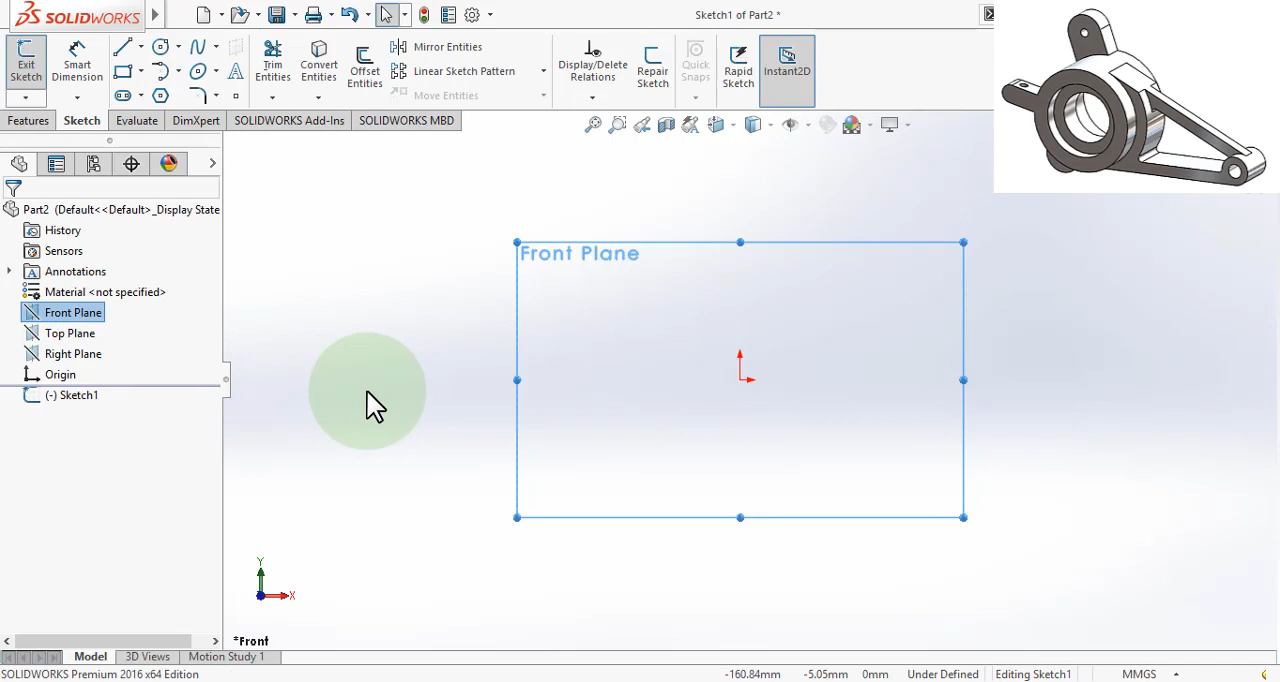 SOLIDWORKS
Sketch1 of Part2 *
Exit Sketch
Smart Dimension
Trim Entities
Convert Entities
Offset Entities
Mirror Entities
Linear Sketch Pattern
Move Entities
Display/Delete Relations
Repair Sketch
Quick Snaps
Rapid Sketch
Instant2D
Features
Sketch
Evaluate
DimXpert
SOLIDWORKS Add-Ins
SOLIDWORKS MBD
Part2 (Default<<Default>_Display State
History
Sensors
Annotations
Material <not specified>
Front Plane
Top Plane
Right Plane
Origin
(-) Sketch1
Front Plane
Y
X
*Front
Model
3D Views
Motion Study 1
SOLIDWORKS Premium 2016 x64 Edition
-160.84mm
-5.05mm
0mm
Under Defined
Editing Sketch1
MMGS